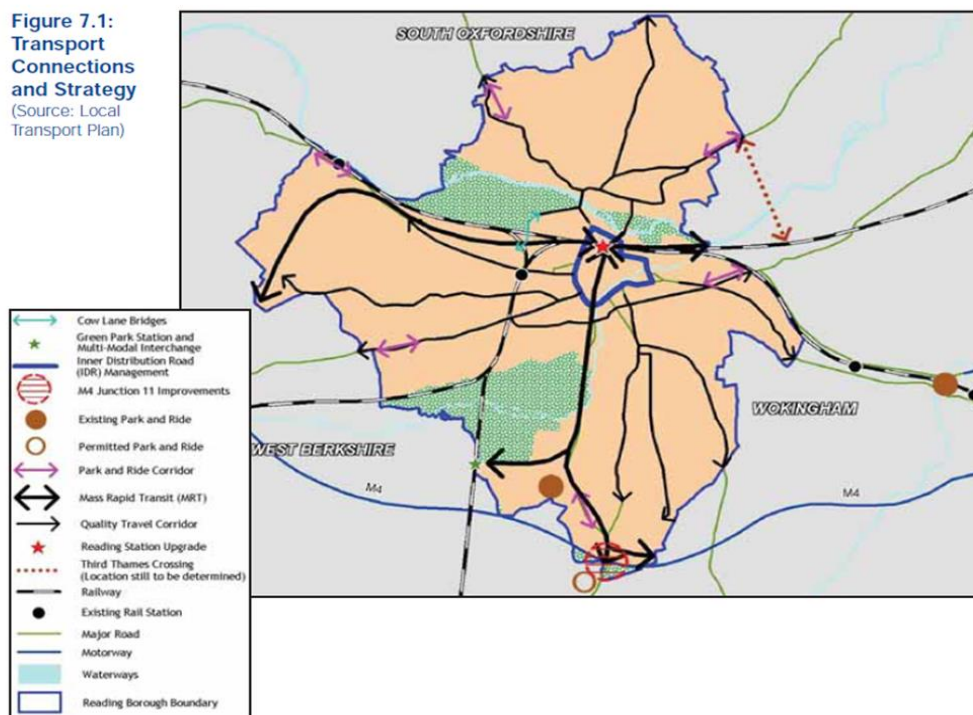 Figure 7.1:
Transport
Connections
and Strategy
(Source: Local
Transport Plan)
SOUTH OXFORDSHIRE
WOKINGHAM
WEST BERKSHIRE
M4
M4
Cow Lane Bridges
Green Park Station and
Multi-Modal Interchange
Inner Distribution Road
(IDR) Management
M4 Junction 11 Improvements
Existing Park and Ride
Permitted Park and Ride
Park and Ride Corridor
Mass Rapid Transit (MRT)
Quality Travel Corridor
Reading Station Upgrade
Third Thames Crossing
(Location still to be determined)
Railway
Existing Rail Station
Major Road
Motorway
Waterways
Reading Borough Boundary